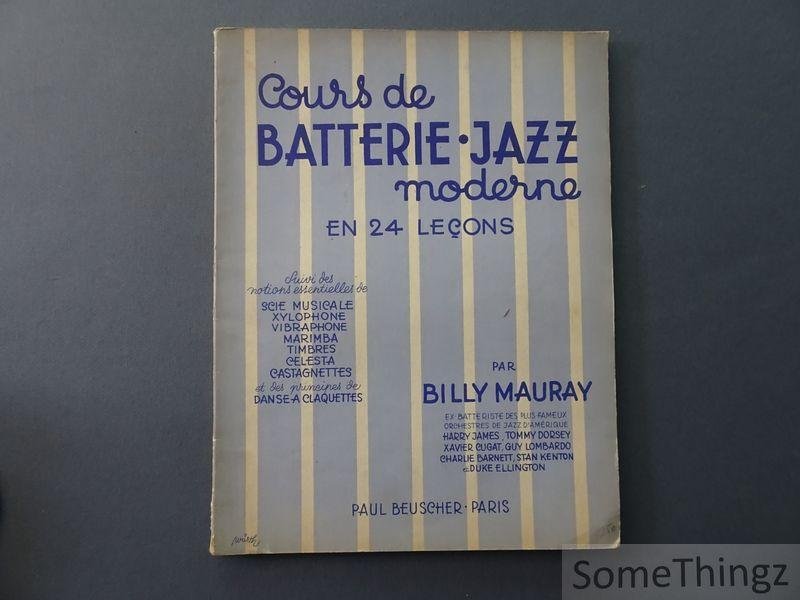 Cours de
BATTERIE·JAZZ
moderne
EN 24 LEÇONS
Suivi des
notions essentielles de
SCIE MUSICALE
XYLOPHONE
VIBRAPHONE
MARIMBA
TIMBRES
CELESTA
CASTAGNETTES
et des principes de
DANSE A CLAQUETTES
PAR
BILLY MAURAY
EX-BATTERISTE DES PLUS FAMEUX
ORCHESTRES DE JAZZ D'AMÉRIQUE
HARRY JAMES, TOMMY DORSEY
XAVIER CUGAT, GUY LOMBARDO
CHARLIE BARNETT, STAN KENTON
ET DUKE ELLINGTON
PAUL BEUSCHER·PARIS
SomeThingz